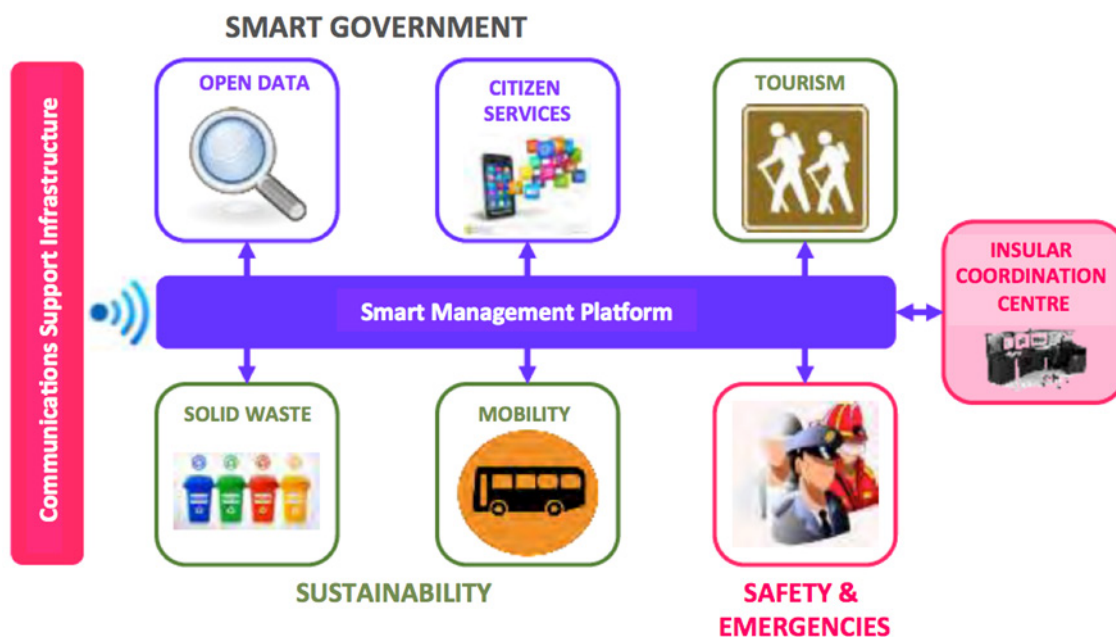 SMART GOVERNMENT
Communications Support Infrastructure
OPEN DATA
CITIZEN
SERVICES
TOURISM
Smart Management Platform
INSULAR
COORDINATION
CENTRE
SOLID WASTE
MOBILITY
SUSTAINABILITY
SAFETY &
EMERGENCIES